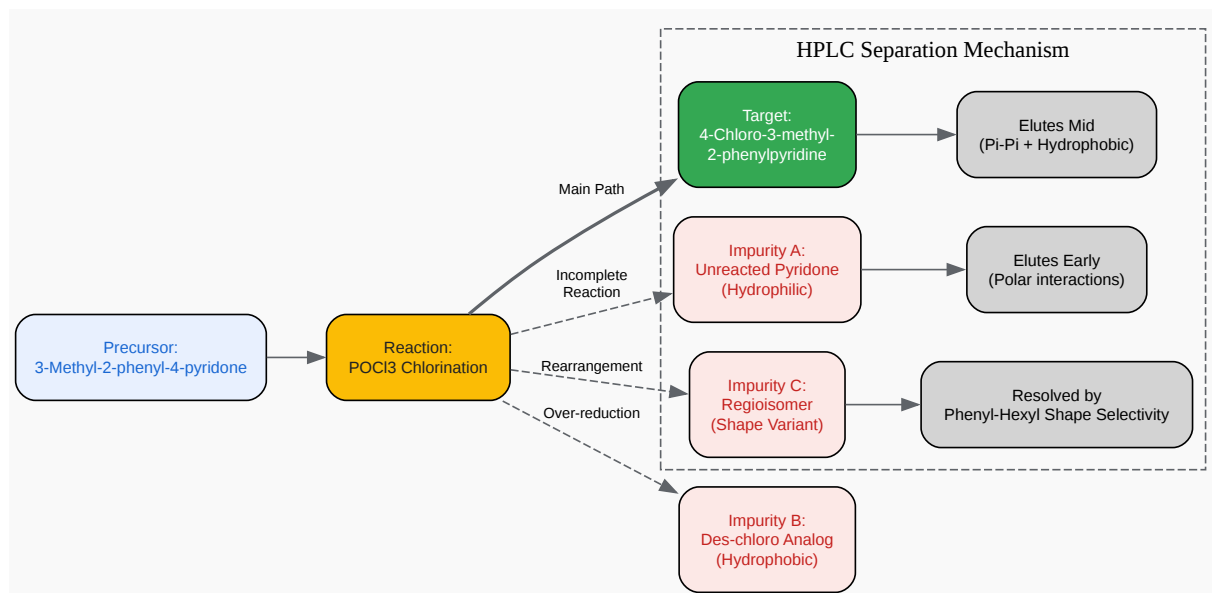 HPLC Separation Mechanism
Target:
4-Chloro-3-methyl-
2-phenylpyridine
Elutes Mid
(Pi-Pi + Hydrophobic)
Main Path
Impurity A:
Unreacted Pyridone
(Hydrophilic)
Elutes Early
(Polar interactions)
Incomplete
Reaction
Precursor:
3-Methyl-2-phenyl-4-pyridone
Reaction:
POCl3 Chlorination
Rearrangement
Impurity C:
Regioisomer
(Shape Variant)
Resolved by
Phenyl-Hexyl Shape Selectivity
Over-reduction
Impurity B:
Des-chloro Analog
(Hydrophobic)